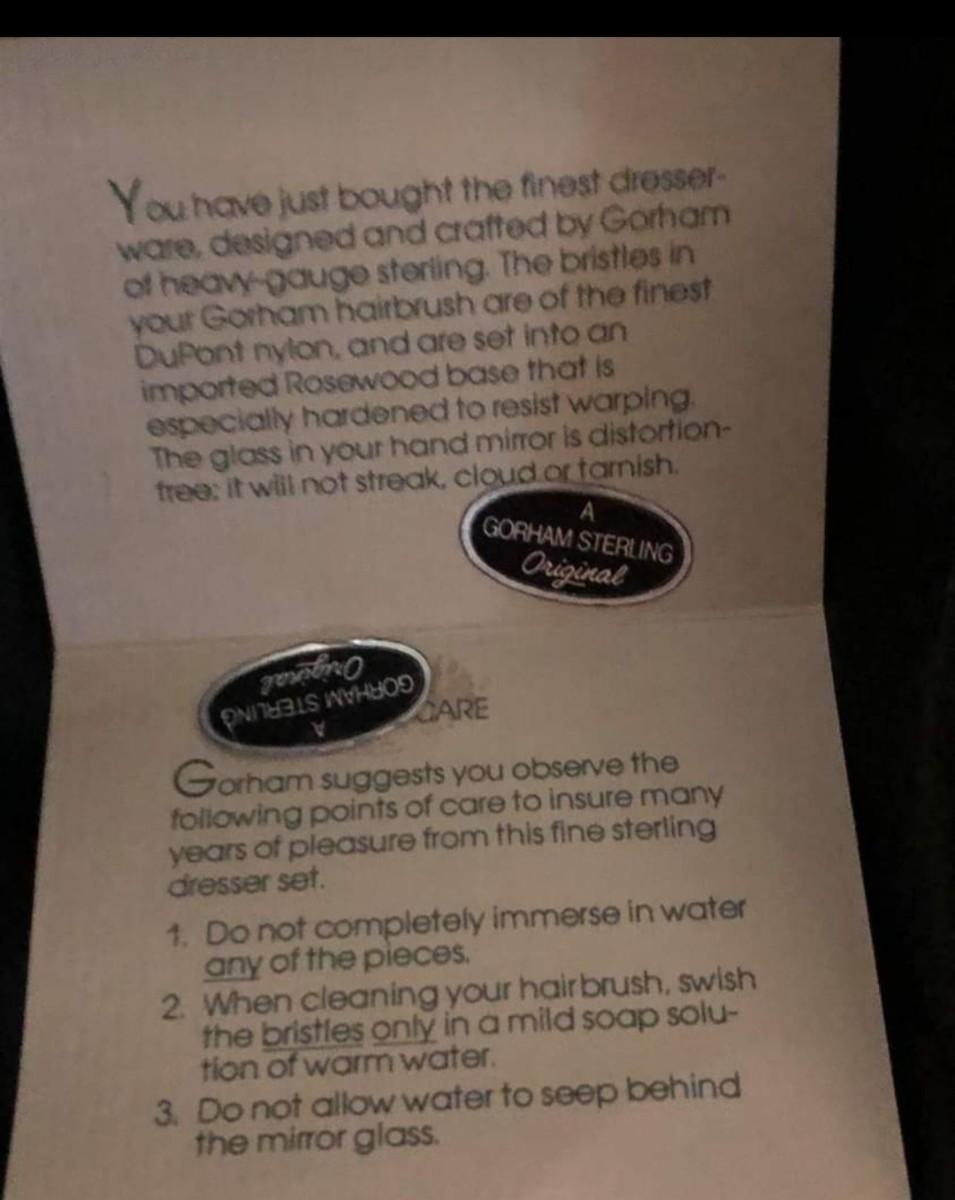 You have just bought the finest dresser-
ware, designed and crafted by Gorham
of heavy-gauge sterling. The bristles in
your Gorham hairbrush are of the finest
DuPont nylon, and are set into an
imported Rosewood base that is
especially hardened to resist warping.
The glass in your hand mirror is distortion-
free; it will not streak, cloud or tarnish.
A
GORHAM STERLING
Original
A
GORHAM STERLING
Original
CARE
Gorham suggests you observe the
following points of care to insure many
years of pleasure from this fine sterling
dresser set.
1. Do not completely immerse in water
any of the pieces.
2. When cleaning your hairbrush, swish
the bristles only in a mild soap solu-
tion of warm water.
3. Do not allow water to seep behind
the mirror glass.